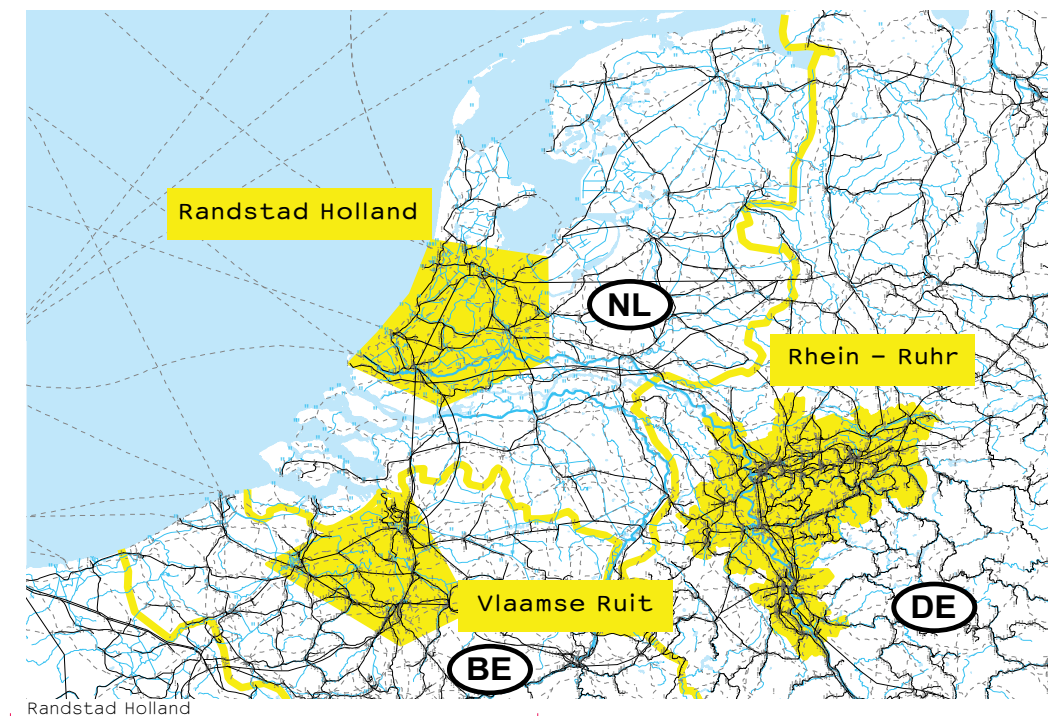 Randstad Holland
NL
Rhein – Ruhr
Vlaamse Ruit
DE
BE
Randstad Holland